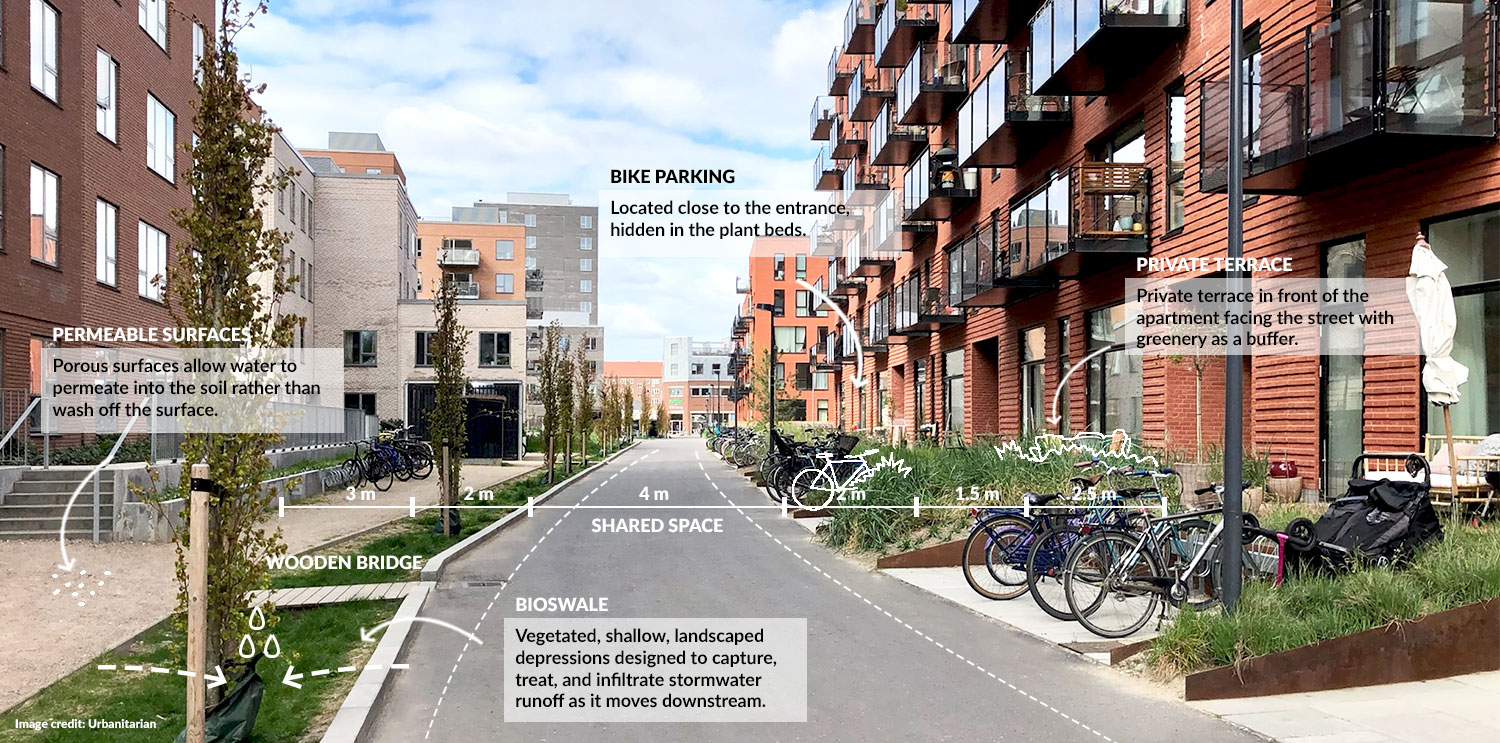 BIKE PARKING
Located close to the entrance,
hidden in the plant beds.
PRIVATE TERRACE
Private terrace in front of the
apartment facing the street with
greenery as a buffer.
PERMEABLE SURFACES
Porous surfaces allow water to
permeate into the soil rather than
wash off the surface.
3 m 2 m 4 m 2 m 1.5 m 2.5 m
SHARED SPACE
WOODEN BRIDGE
BIOSWALE
Vegetated, shallow, landscaped
depressions designed to capture,
treat, and infiltrate stormwater
runoff as it moves downstream.
Image credit: Urbanitarian